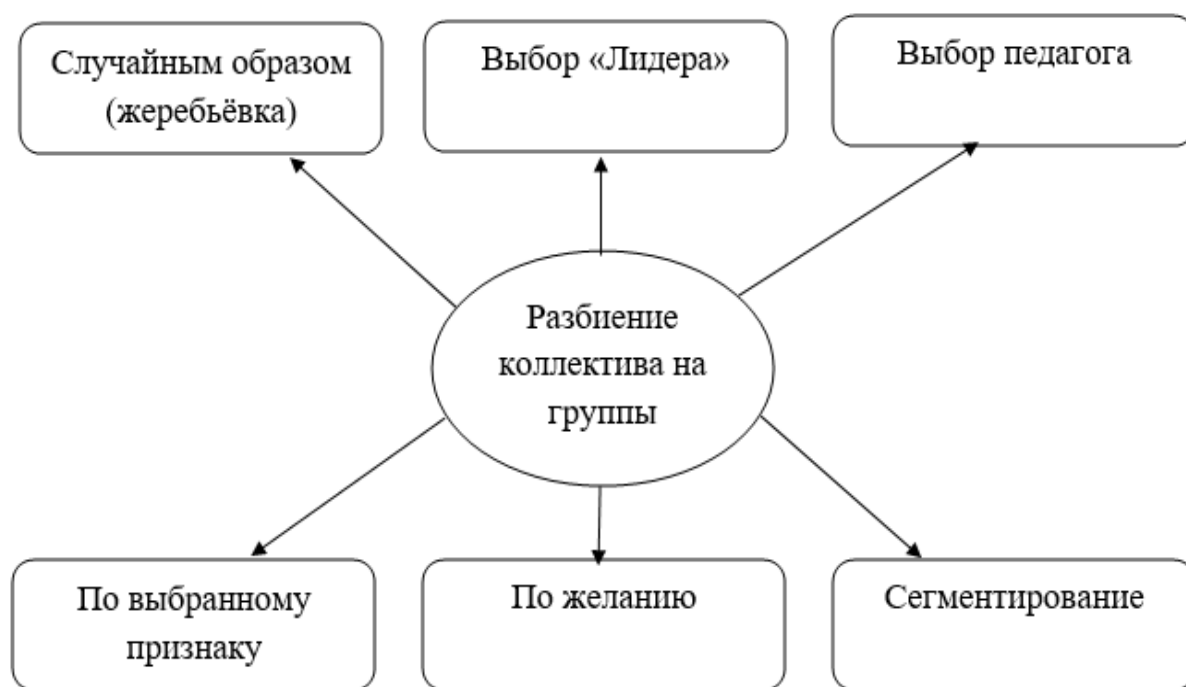 Случайным образом
(жеребьёвка)
Выбор «Лидера»
Выбор педагога
Разбиение
коллектива на
группы
По выбранному
признаку
По желанию
Сегментирование